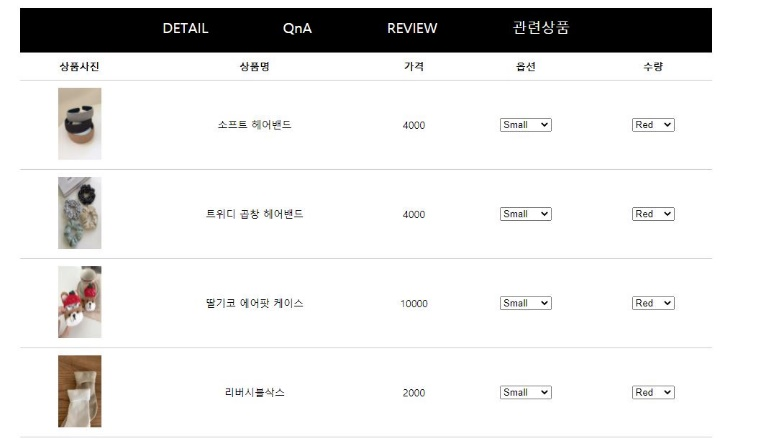 DETAIL QnA REVIEW 관련상품
상품사진 상품명 가격 옵션 수량
소프트 헤어밴드 4000 Small Red
트위디 곱창 헤어밴드 4000 Small Red
딸기코 에어팟 케이스 10000 Small Red
리버시블삭스 2000 Small Red